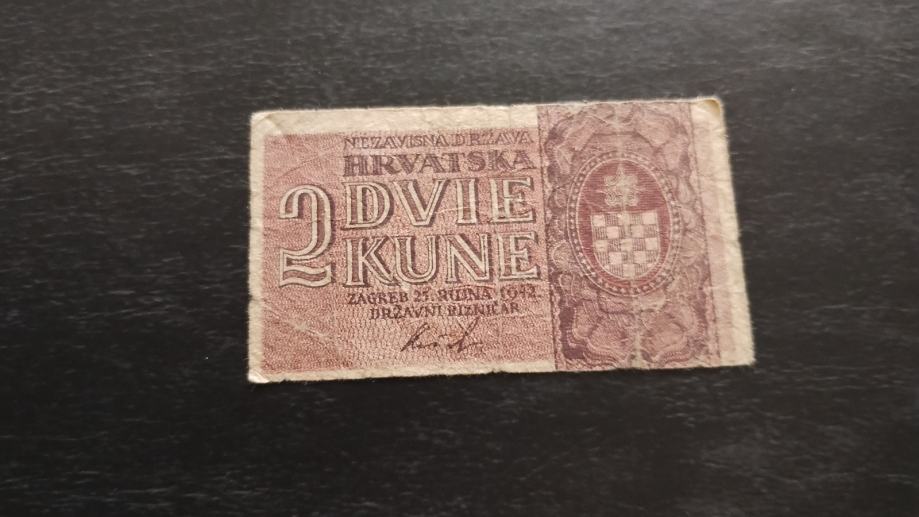 NEZAVISNA DRŽAVA
HRVATSKA
2 DVIE
KUNE
ZAGREB 25. RUJNA 1942.
DRŽAVNI RIZNIČAR